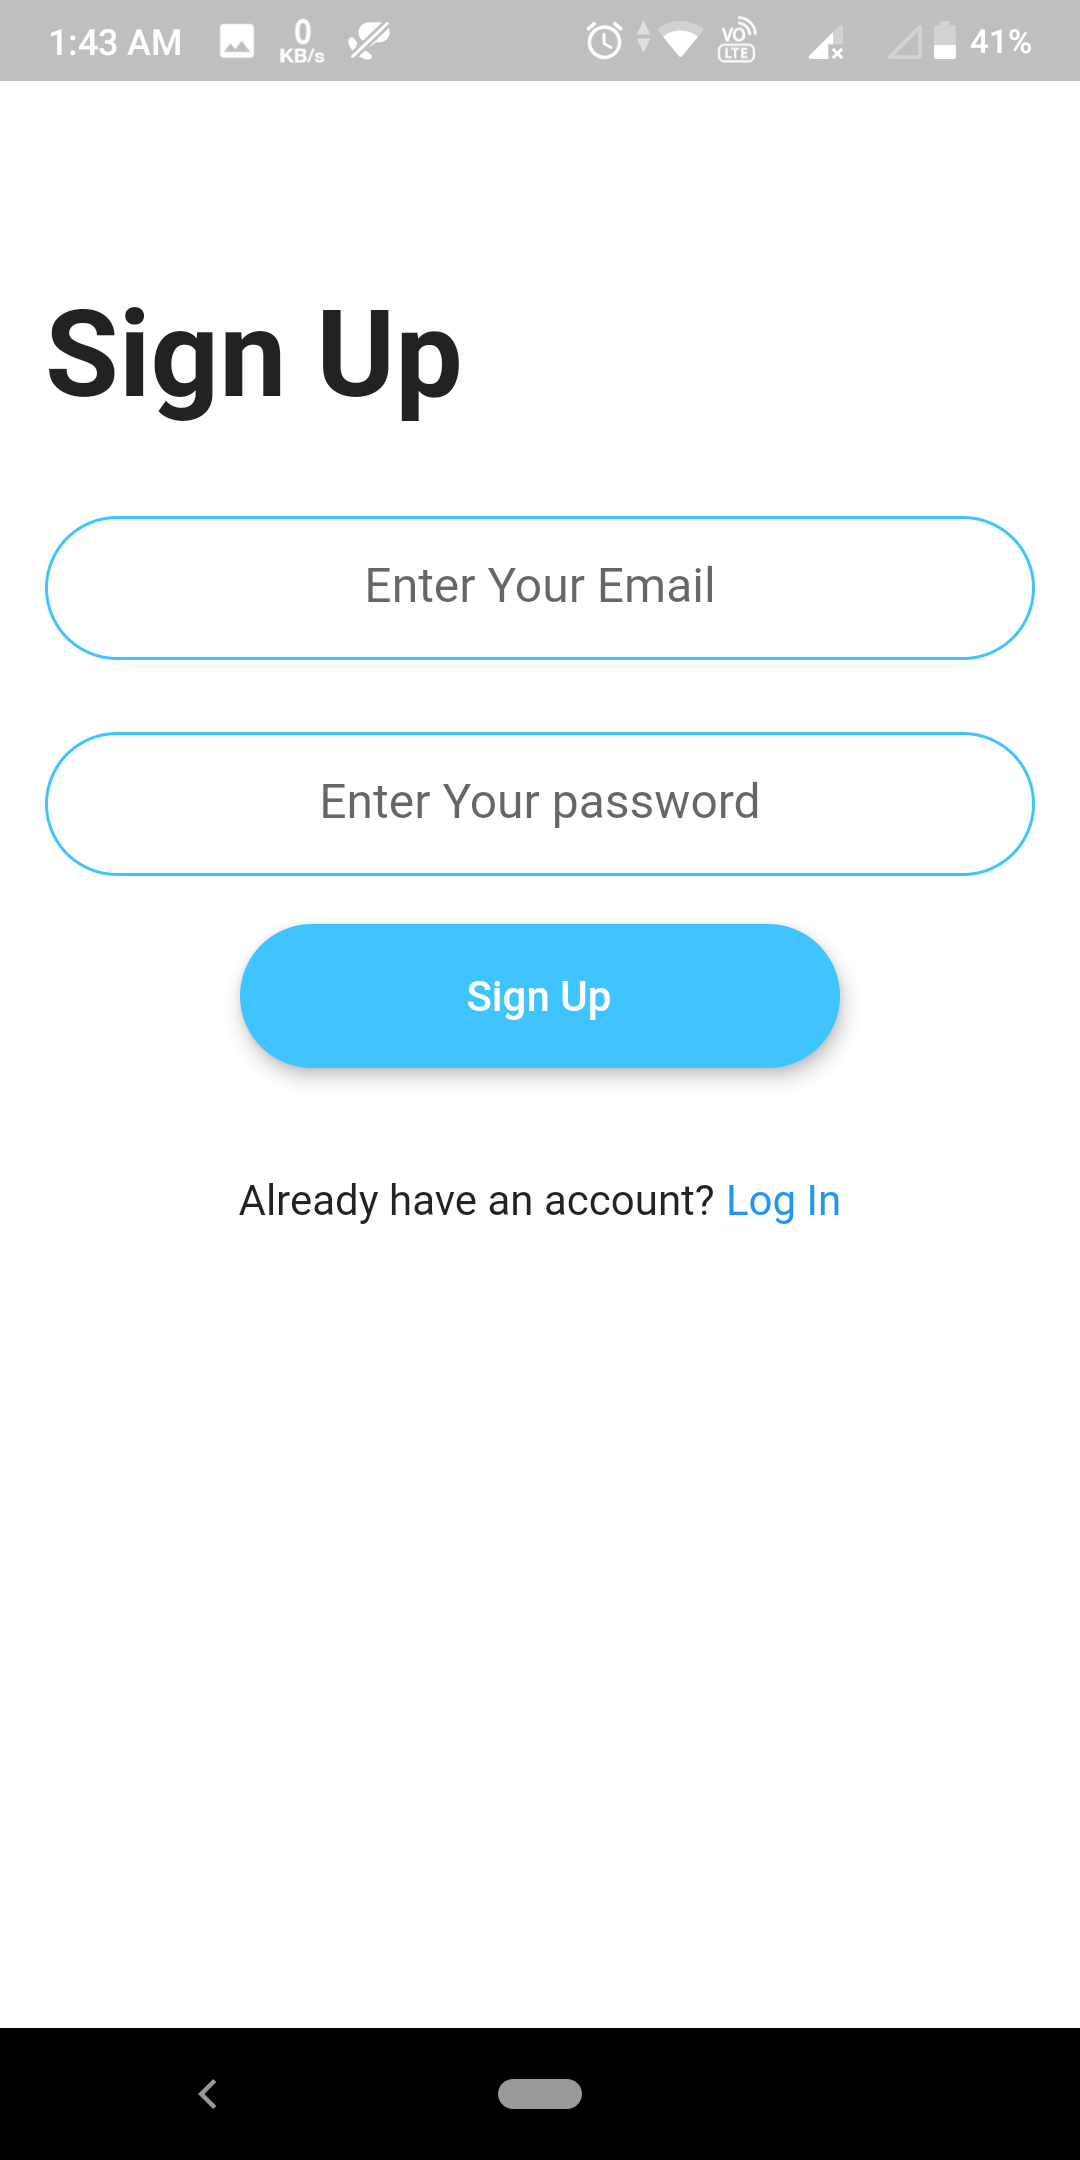 1:43 AM 0 KB/s VO LTE 41%
Sign Up
Enter Your Email
Enter Your password
Sign Up
Already have an account? Log In